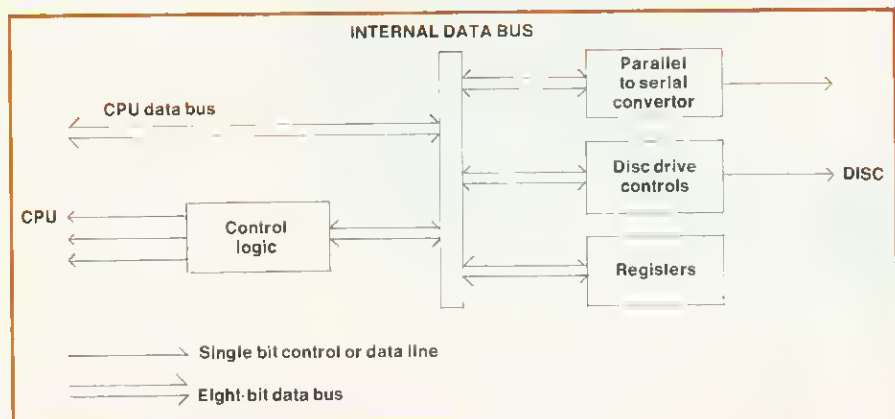 INTERNAL DATA BUS
Parallel
to serial
convertor
CPU data bus
Disc drive
controls
DISC
CPU
Control
logic
Registers
Single bit control or data line
Eight-bit data bus